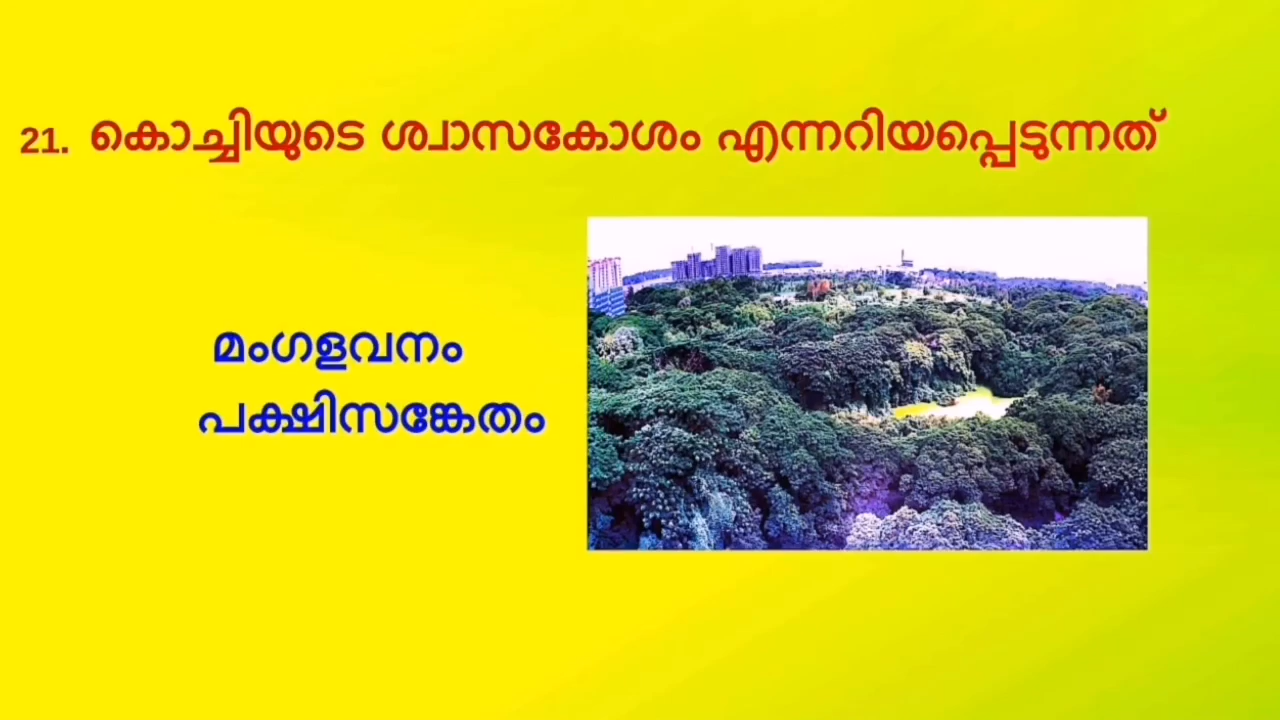 21. കൊച്ചിയുടെ ശ്വാസകോശം എന്നറിയപ്പെടുന്നത്
മംഗളവനം
പക്ഷിസങ്കേതം